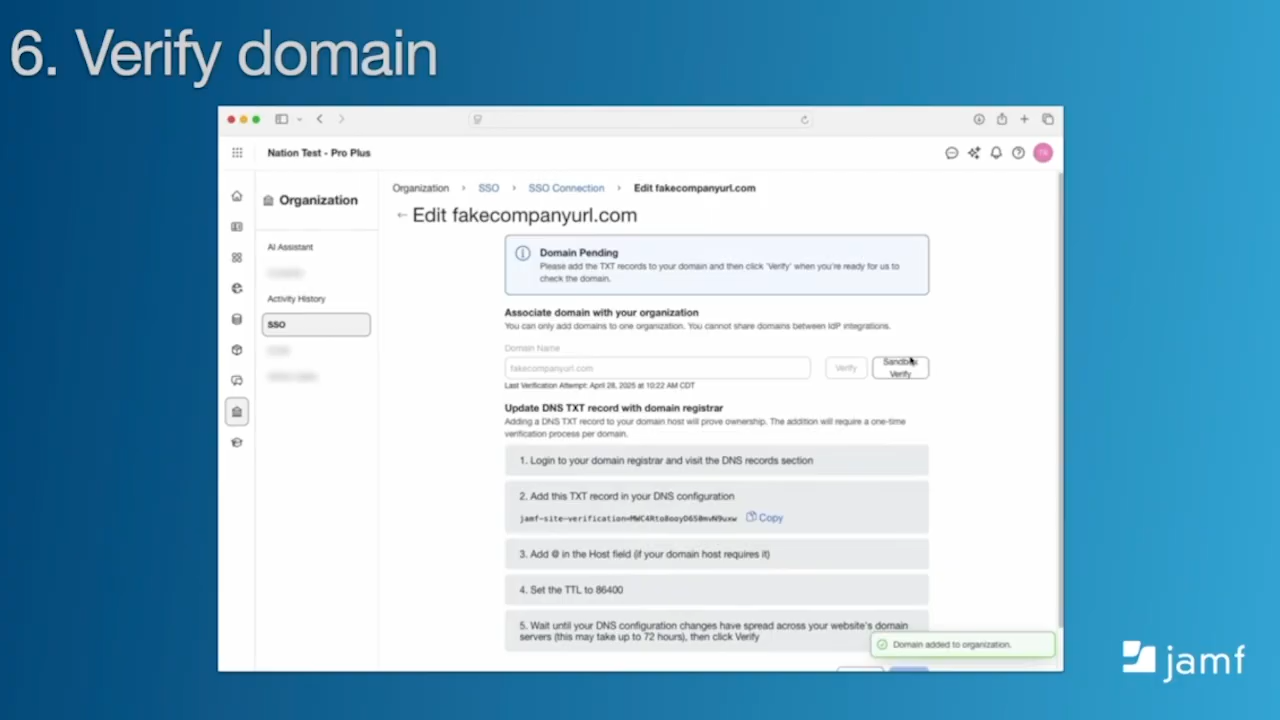 6. Verify domain
Nation Test - Pro Plus
TK
Organization
AI Assistant
Activity History
SSO
Organization > SSO > SSO Connection > Edit fakecompanyurl.com
← Edit fakecompanyurl.com
Domain Pending
Please add the TXT records to your domain and then click 'Verify' when you're ready for us to
check the domain.
Associate domain with your organization
You can only add domains to one organization. You cannot share domains between IdP integrations.
Domain Name
fakecompanyurl.com
Verify
Sandbox
Verify
Last Verification Attempt: April 28, 2025 at 10:22 AM CDT
Update DNS TXT record with domain registrar
Adding a DNS TXT record to your domain host will prove ownership. The addition will require a one-time
verification process per domain.
1. Login to your domain registrar and visit the DNS records section
2. Add this TXT record in your DNS configuration
Copy
3. Add @ in the Host field (if your domain host requires it)
4. Set the TTL to 86400
5. Wait until your DNS configuration changes have spread across your website's domain
servers (this may take up to 72 hours), then click Verify
Domain added to organization.
jamf